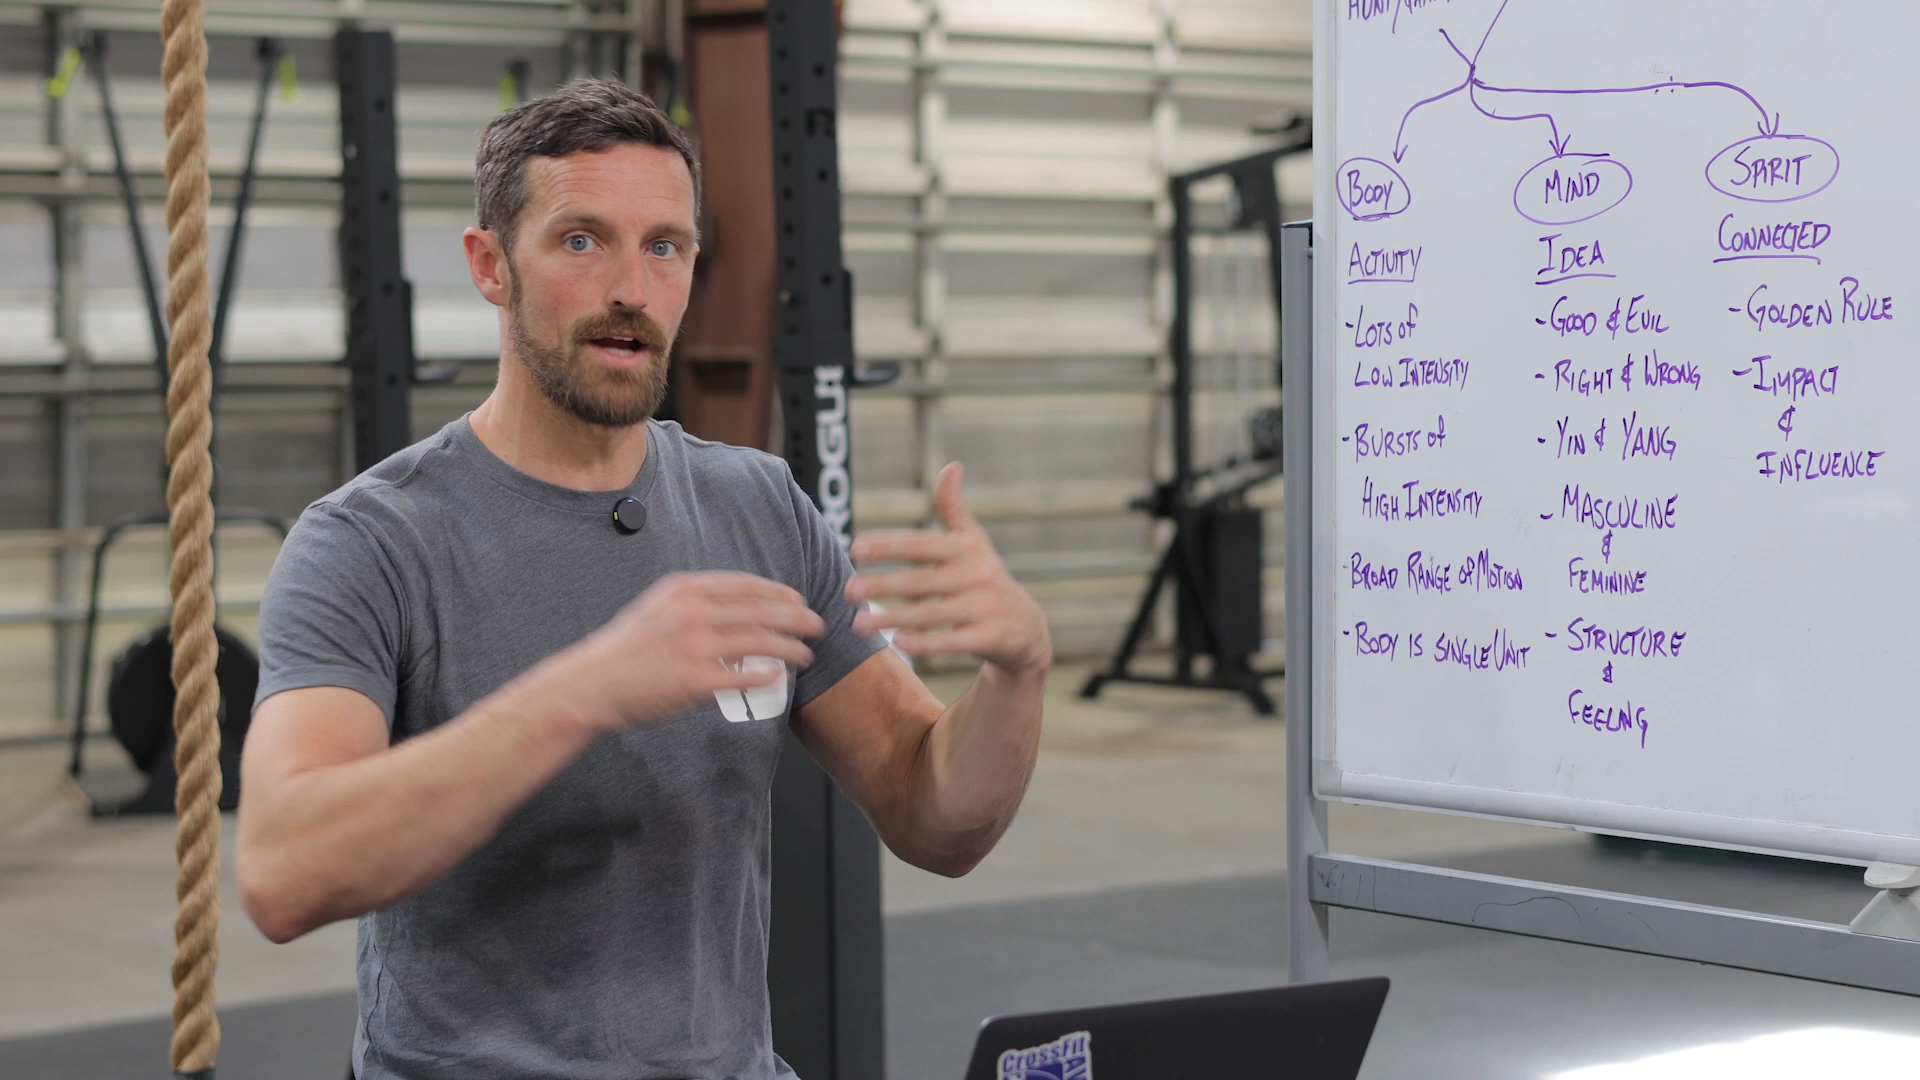 BODY
ACTIVITY
-LOTS OF
LOW INTENSITY
-BURSTS OF
HIGH INTENSITY
-BROAD RANGE OF MOTION
-BODY IS SINGLE UNIT
MIND
IDEA
-GOOD & EVIL
-RIGHT & WRONG
-YIN & YANG
-MASCULINE
&
FEMININE
-STRUCTURE
&
FEELING
SPIRIT
CONNECTED
-GOLDEN RULE
-IMPACT
&
INFLUENCE
ROGUE
CROSSFIT